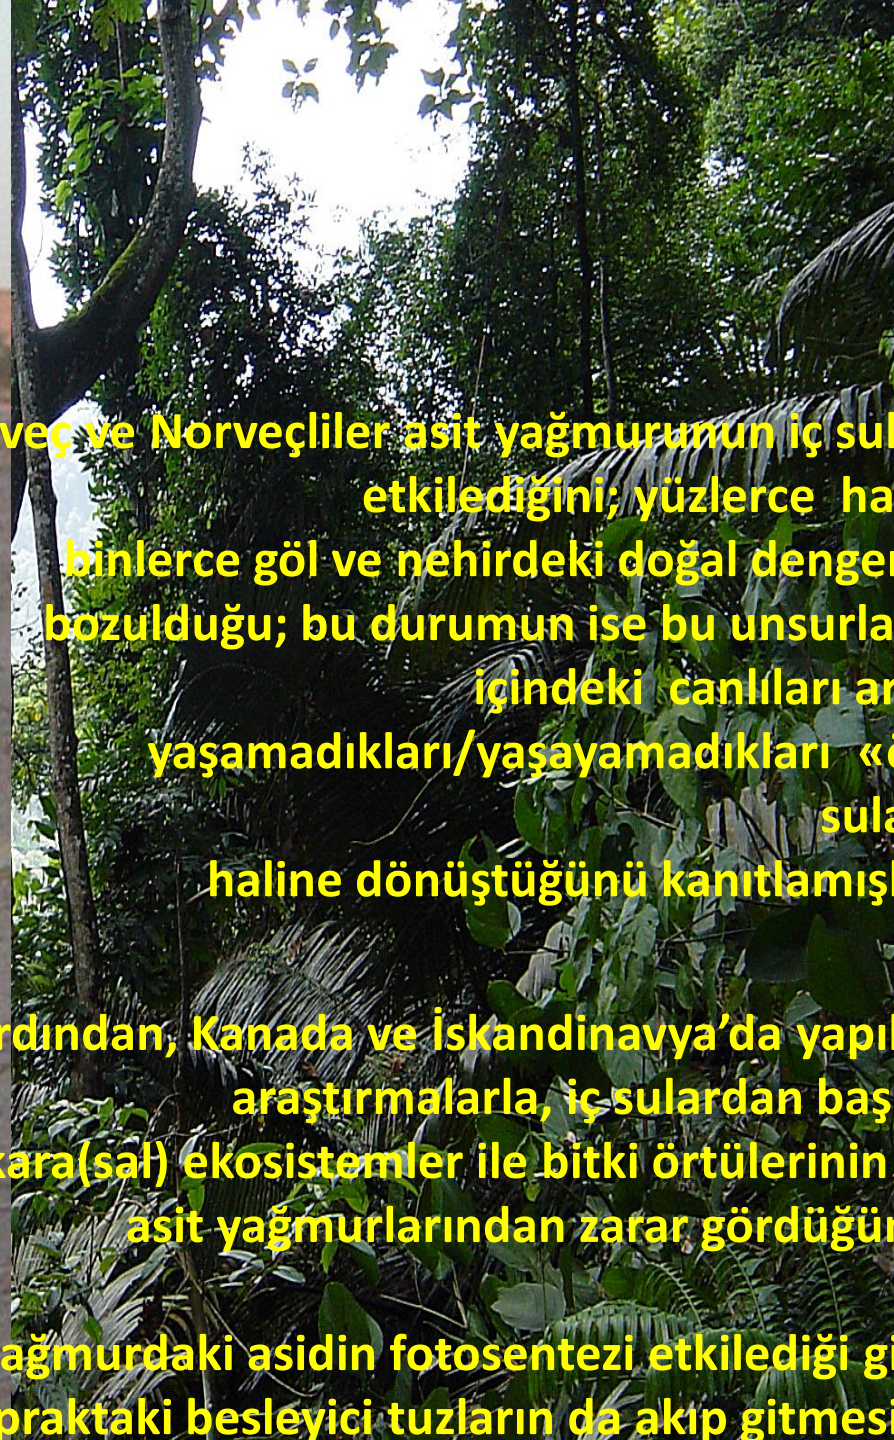 veç ve Norveçliler asit yağmurunun iç sul
etkilediğini; yüzlerce ha
binlerce göl ve nehirdeki doğal denge
bozulduğu; bu durumun ise bu unsurla
içindeki canlıları ar
yaşamadıkları/yaşayamadıkları «ö
sula
haline dönüştüğünü kanıtlamışl
rdından, Kanada ve İskandinavya’da yapıl
araştırmalarla, iç sulardan baş
kara(sal) ekosistemler ile bitki örtülerinin
asit yağmurlarından zarar gördüğü
ağmurdaki asidin fotosentezi etkilediği gi
praktaki besleyici tuzların da akıp gitmesi